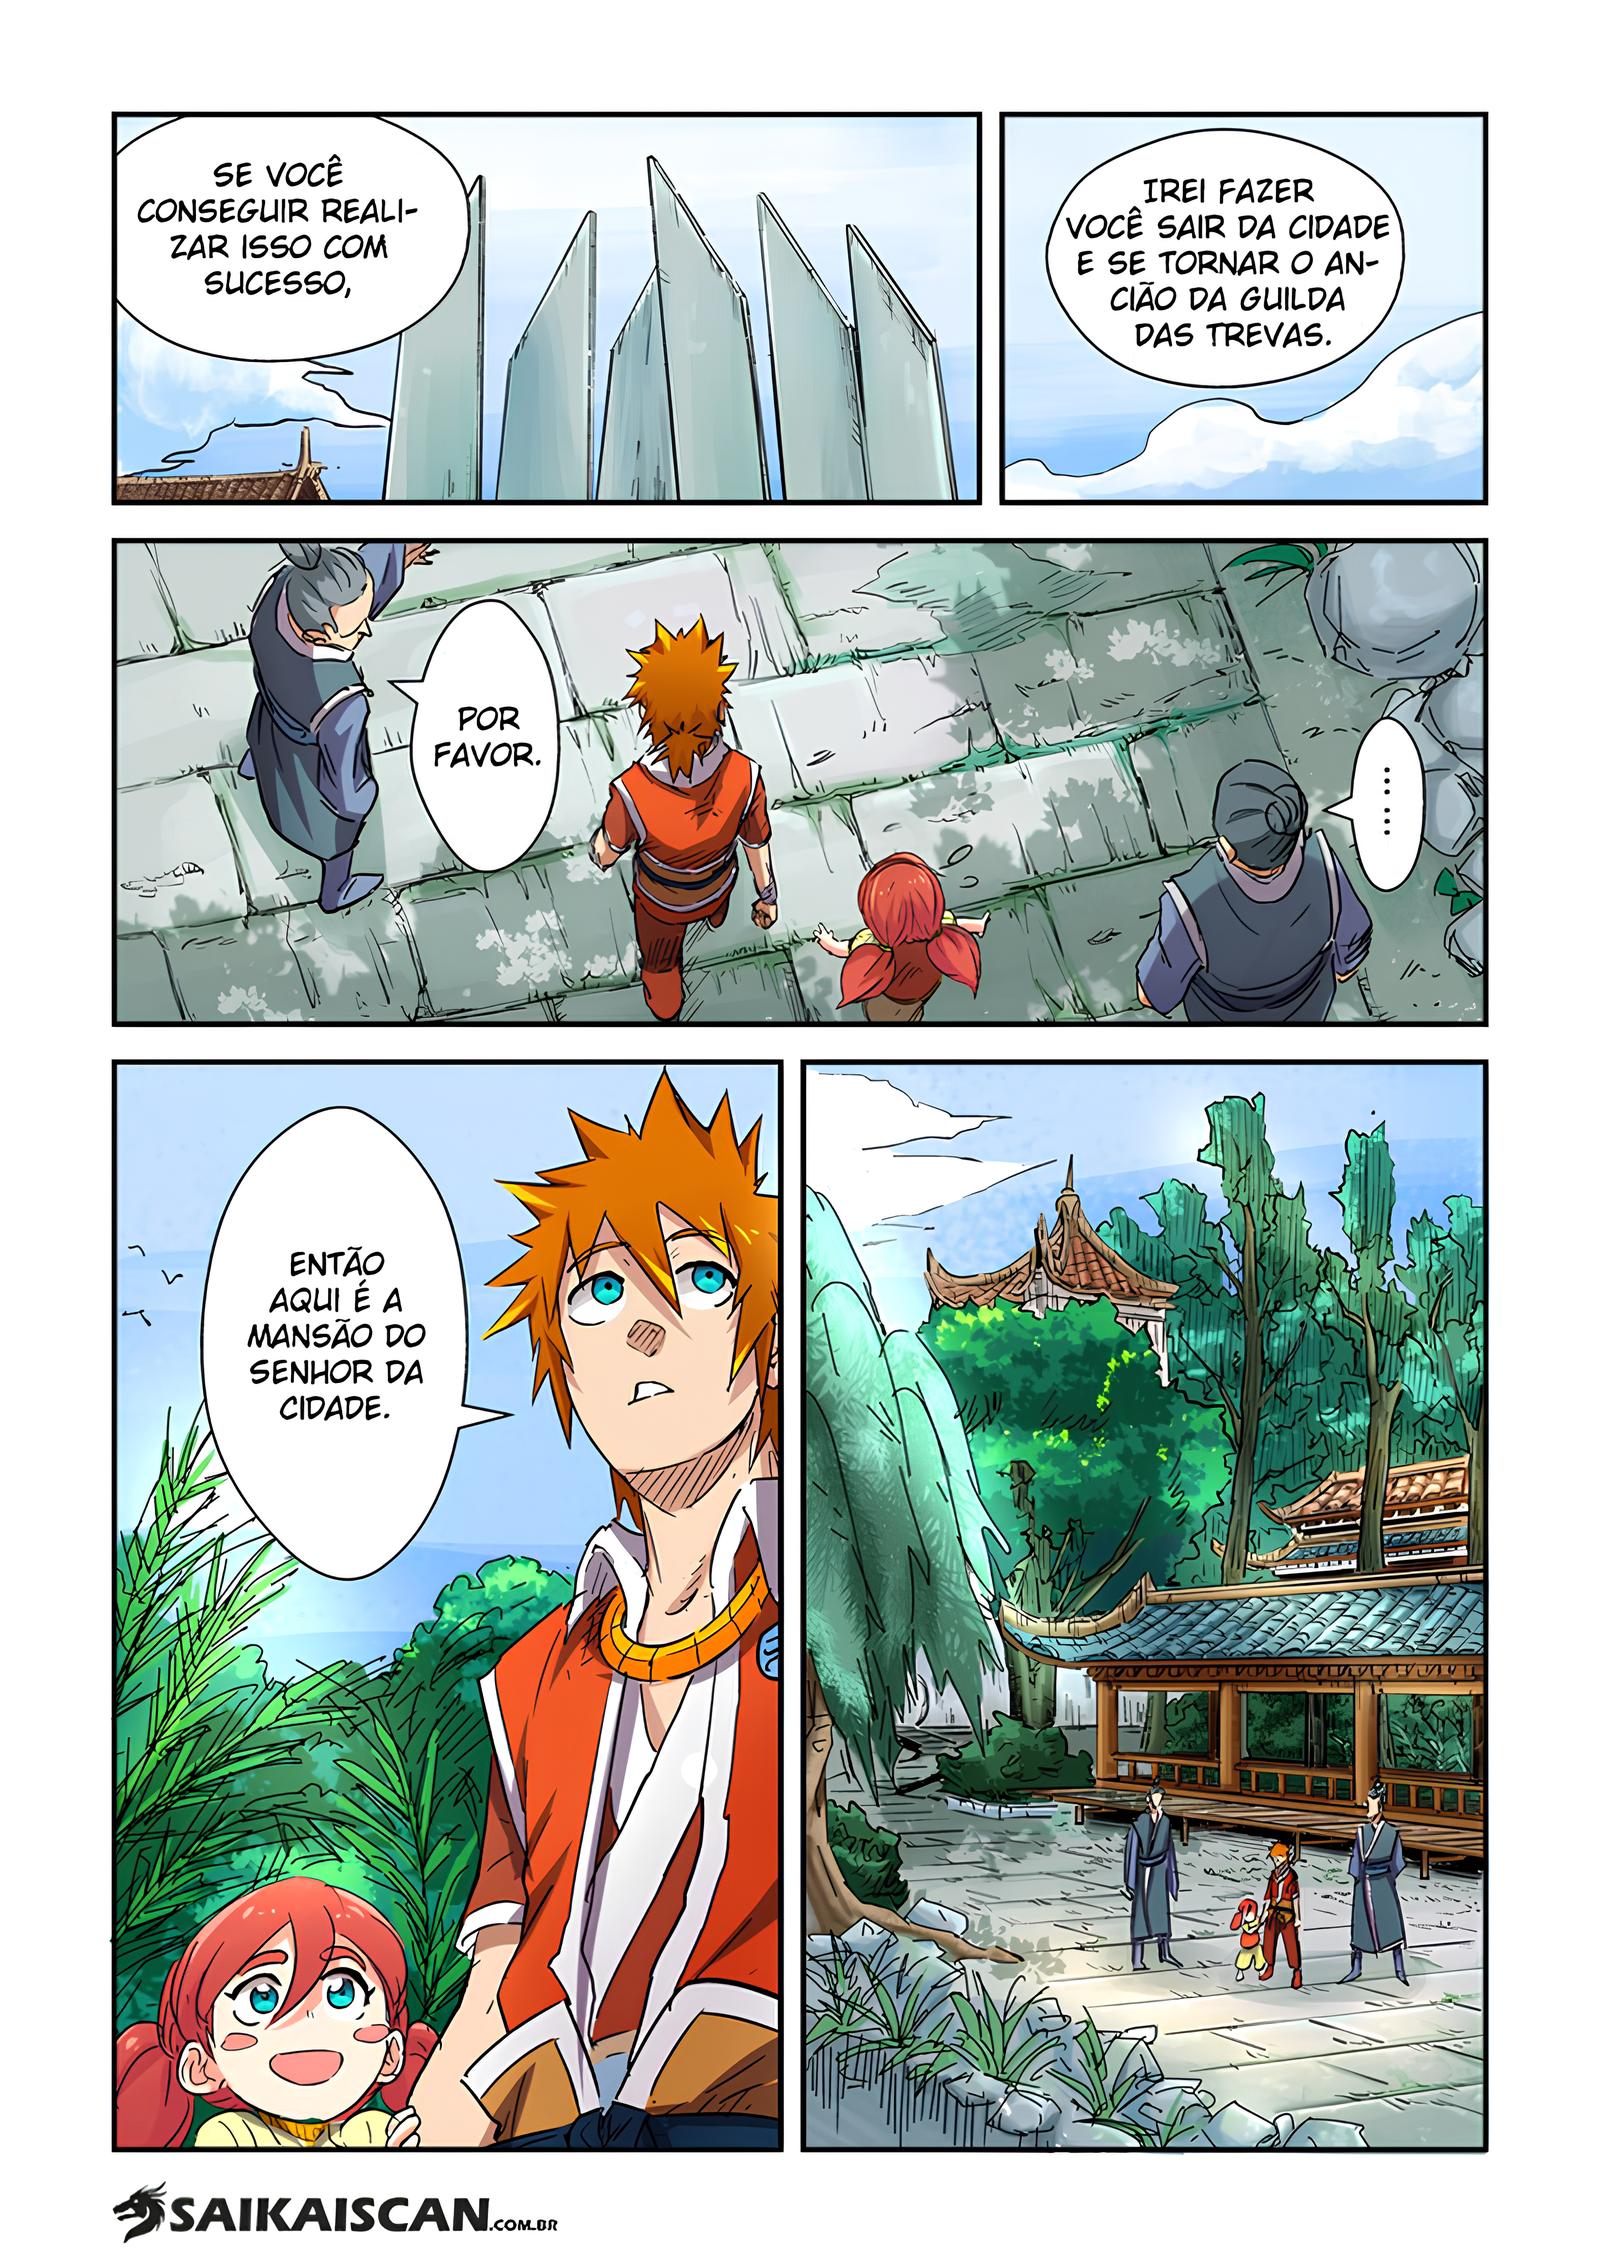 SE VOCÊ
CONSEGUIR REALI-
ZAR ISSO COM
SUCESSO,
IREI FAZER
VOCÊ SAIR DA CIDADE
E SE TORNAR O AN-
CIÃO DA GUILDA
DAS TREVAS.
POR
FAVOR.
......
ENTÃO
AQUI É A
MANSÃO DO
SENHOR DA
CIDADE.
SAIKAISCAN.COM.BR